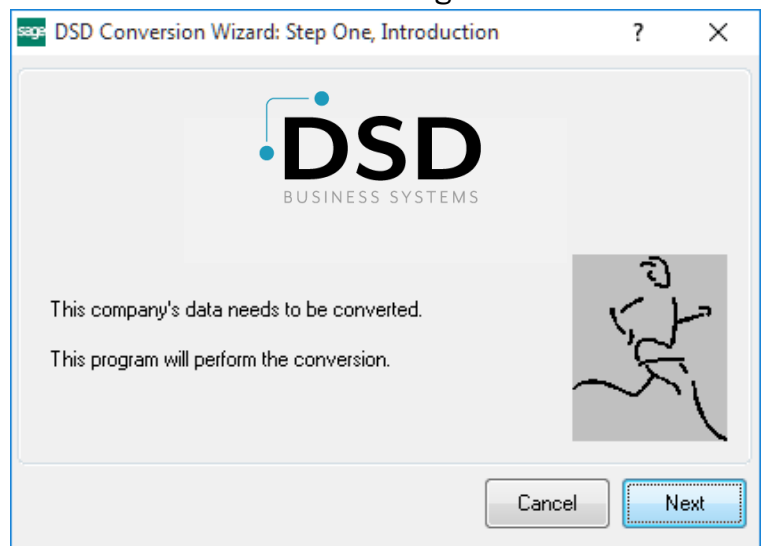 sage DSD Conversion Wizard: Step One, Introduction ? X
DSD
BUSINESS SYSTEMS
This company's data needs to be converted.
This program will perform the conversion.
Cancel Next